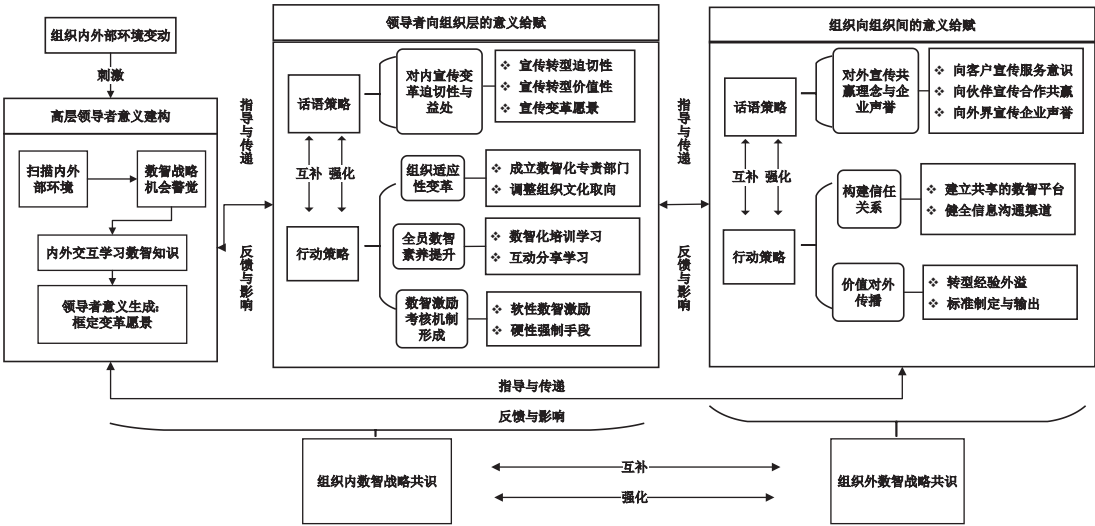 组织内外部环境变动
刺激
高层领导者意义建构
扫描内外
部环境
数智战略
机会警觉
内外交互学习数智知识
领导者意义生成:
框定变革愿景
指导与传递
反馈与影响
领导者向组织层的意义给赋
话语策略
互补
强化
行动策略
对内宣传变
革迫切性与
益处
❖ 宣传转型迫切性
❖ 宣传转型价值性
❖ 宣传变革愿景
组织适应
性变革
❖ 成立数智化专责部门
❖ 调整组织文化取向
全员数智
素养提升
❖ 数智化培训学习
❖ 互动分享学习
数智激励
考核机制
形成
❖ 软性数智激励
❖ 硬性强制手段
指导与传递
反馈与影响
组织向组织间的意义给赋
话语策略
互补
强化
行动策略
对外宣传共
赢理念与企
业声誉
❖ 向客户宣传服务意识
❖ 向伙伴宣传合作共赢
❖ 向外界宣传企业声誉
构建信任
关系
❖ 建立共享的数智平台
❖ 健全信息沟通渠道
价值对外
传播
❖ 转型经验外溢
❖ 标准制定与输出
指导与传递
反馈与影响
组织内数智战略共识
互补
强化
组织外数智战略共识